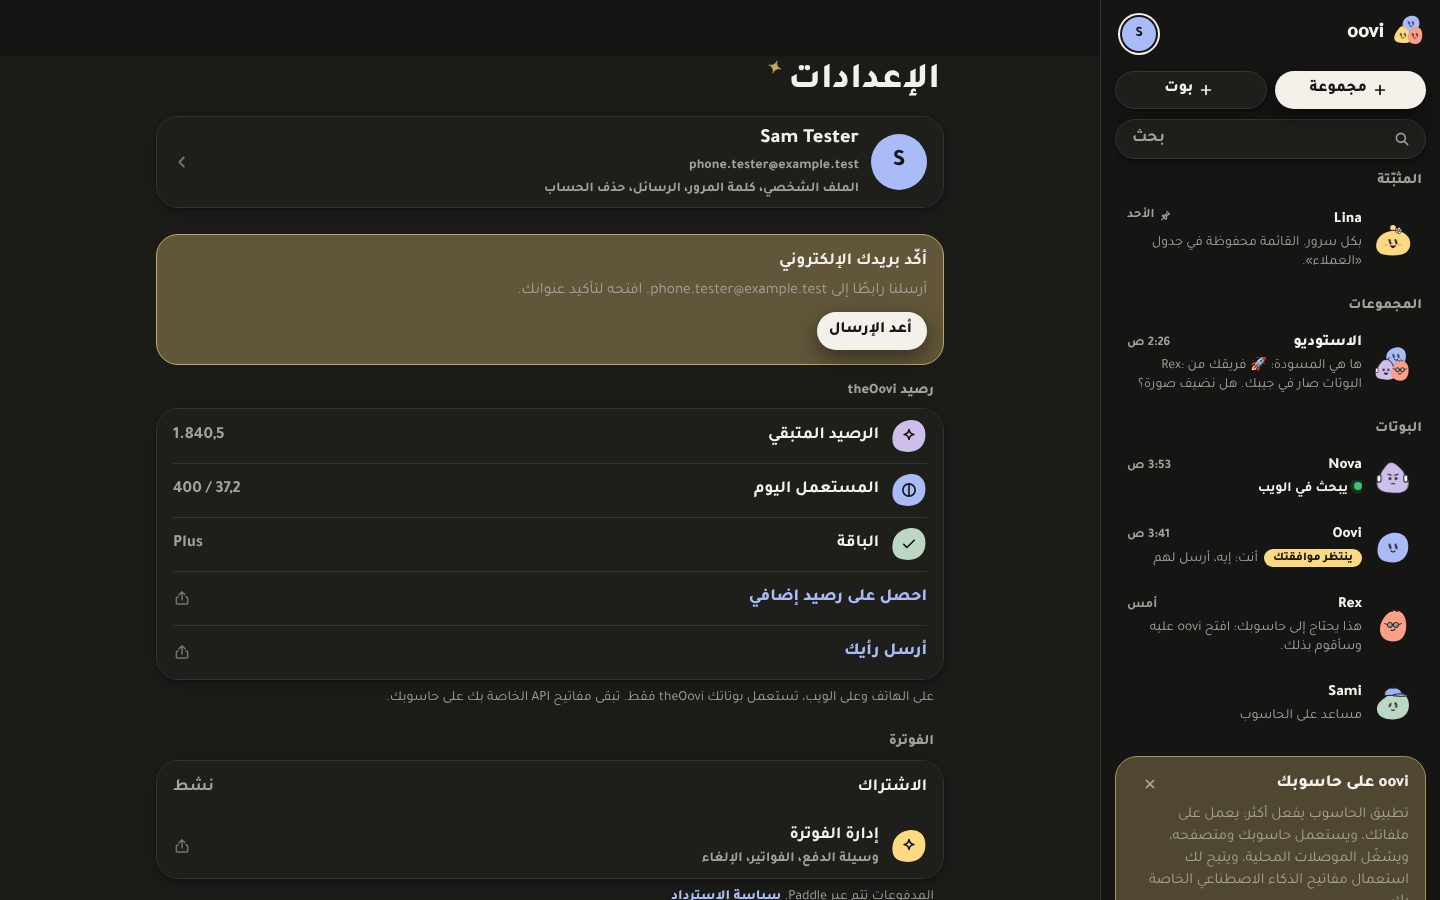 oovi
S
مجموعة
بوت
بحث
المثبّتة
Lina
الأحد
بكل سرور. القائمة محفوظة في جدول
«العملاء».
المجموعات
الاستوديو
2:26 ص
Rex: ها هي المسودة: 🚀 فريقك من
البوتات صار في جيبك. هل نضيف صورة؟
البوتات
Nova
3:53 ص
يبحث في الويب
Oovi
3:41 ص
ينتظر موافقتك
أنت: إيه، أرسل لهم
Rex
أمس
هذا يحتاج إلى حاسوبك: افتح oovi عليه
وسأقوم بذلك.
Sami
مساعد على الحاسوب
oovi على حاسوبك
تطبيق الحاسوب يفعل أكثر: يعمل على
ملفاتك، ويستعمل حاسوبك ومتصفحه،
ويشغّل الموصلات المحلية، ويتيح لك
استعمال مفاتيح الذكاء الاصطناعي الخاصة
بك.
الإعدادات
S
Sam Tester
phone.tester@example.test
الملف الشخصي، كلمة المرور، الرسائل، حذف الحساب
أكّد بريدك الإلكتروني
أرسلنا رابطًا إلى phone.tester@example.test. افتحه لتأكيد عنوانك.
أعد الإرسال
رصيد theOovi
الرصيد المتبقي
1.840,5
المستعمل اليوم
37,2 / 400
الباقة
Plus
احصل على رصيد إضافي
أرسل رأيك
على الهاتف وعلى الويب، تستعمل بوتاتك theOovi فقط. تبقى مفاتيح API الخاصة بك على حاسوبك.
الفوترة
الاشتراك
نشط
إدارة الفوترة
وسيلة الدفع، الفواتير، الإلغاء
المدفوعات تتم عبر Paddle. سياسة الاسترداد